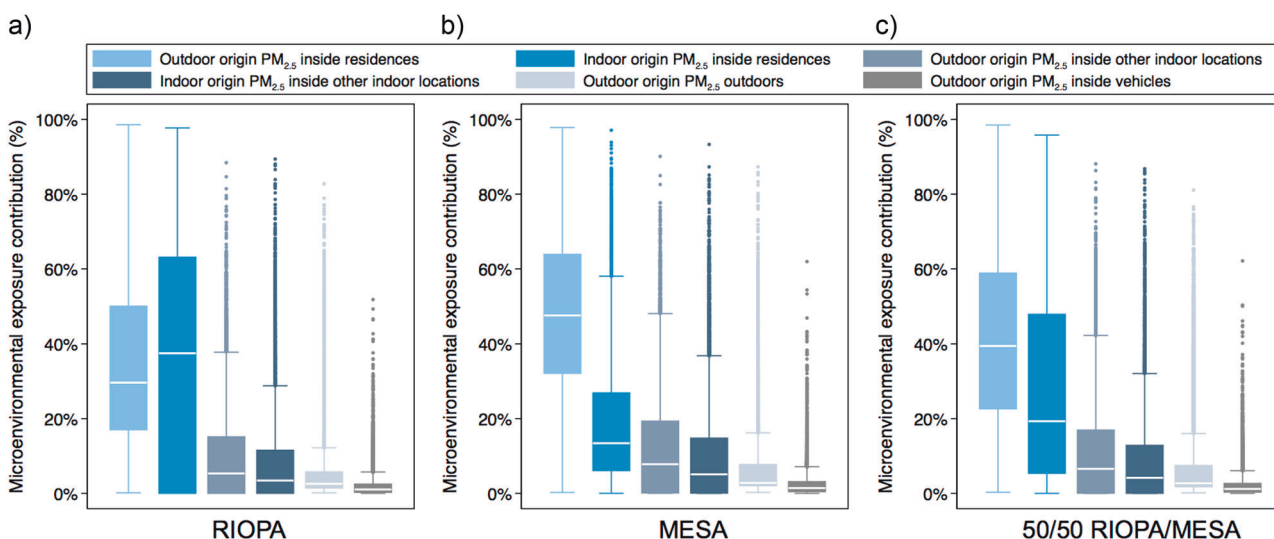 a)
b)
c)
Outdoor origin PM2.5 inside residences
Indoor origin PM2.5 inside residences
Outdoor origin PM2.5 inside other indoor locations
Indoor origin PM2.5 inside other indoor locations
Outdoor origin PM2.5 outdoors
Outdoor origin PM2.5 inside vehicles
Microenvironmental exposure contribution (%)
100%
80%
60%
40%
20%
0%
RIOPA
Microenvironmental exposure contribution (%)
100%
80%
60%
40%
20%
0%
MESA
Microenvironmental exposure contribution (%)
100%
80%
60%
40%
20%
0%
50/50 RIOPA/MESA